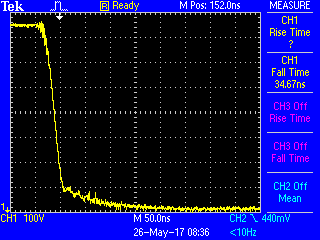 Tek R Ready M Pos: 152.0ns MEASURE
CH1
Rise Time
?
CH1
Fall Time
34.67ns
CH3 Off
Rise Time
CH3 Off
Fall Time
CH2 Off
Mean
1
CH1 100V M 50.0ns CH2 440mV
26-May-17 08:36 <10Hz